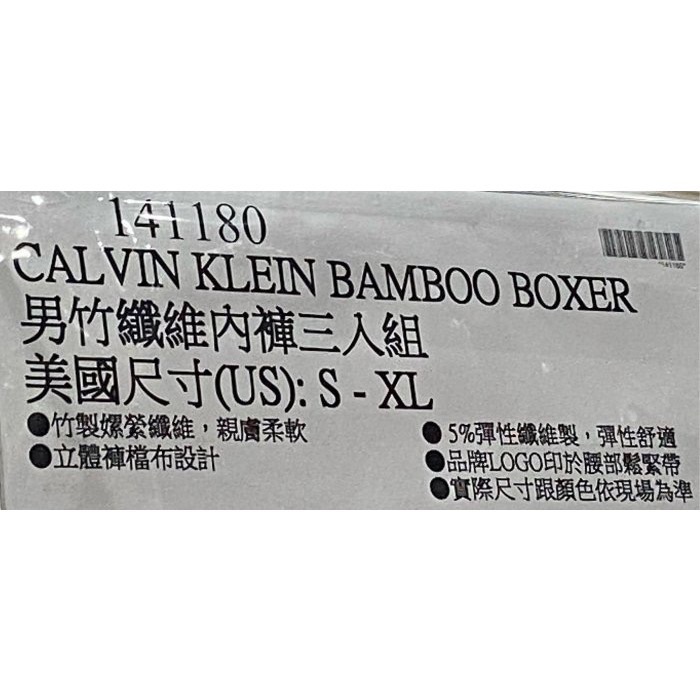 141180
CALVIN KLEIN BAMBOO BOXER
男竹纖維內褲三入組
美國尺寸(US): S - XL
●竹製嫘縈纖維，親膚柔軟
●立體褲檔布設計
●5%彈性纖維製，彈性舒適
●品牌LOGO印於腰部鬆緊帶
●實際尺寸跟顏色依現場為準